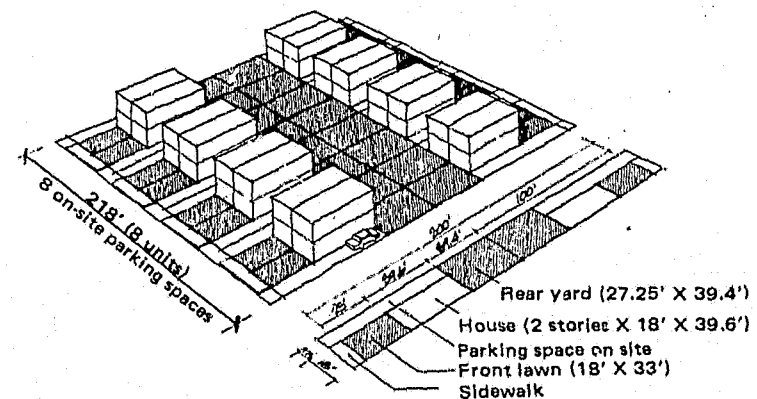 218' (8 units)
8 on-site parking spaces
200'
100'
Rear yard (27.25' X 39.4')
House (2 stories X 18' X 39.6')
Parking space on site
Front lawn (18' X 33')
Sidewalk